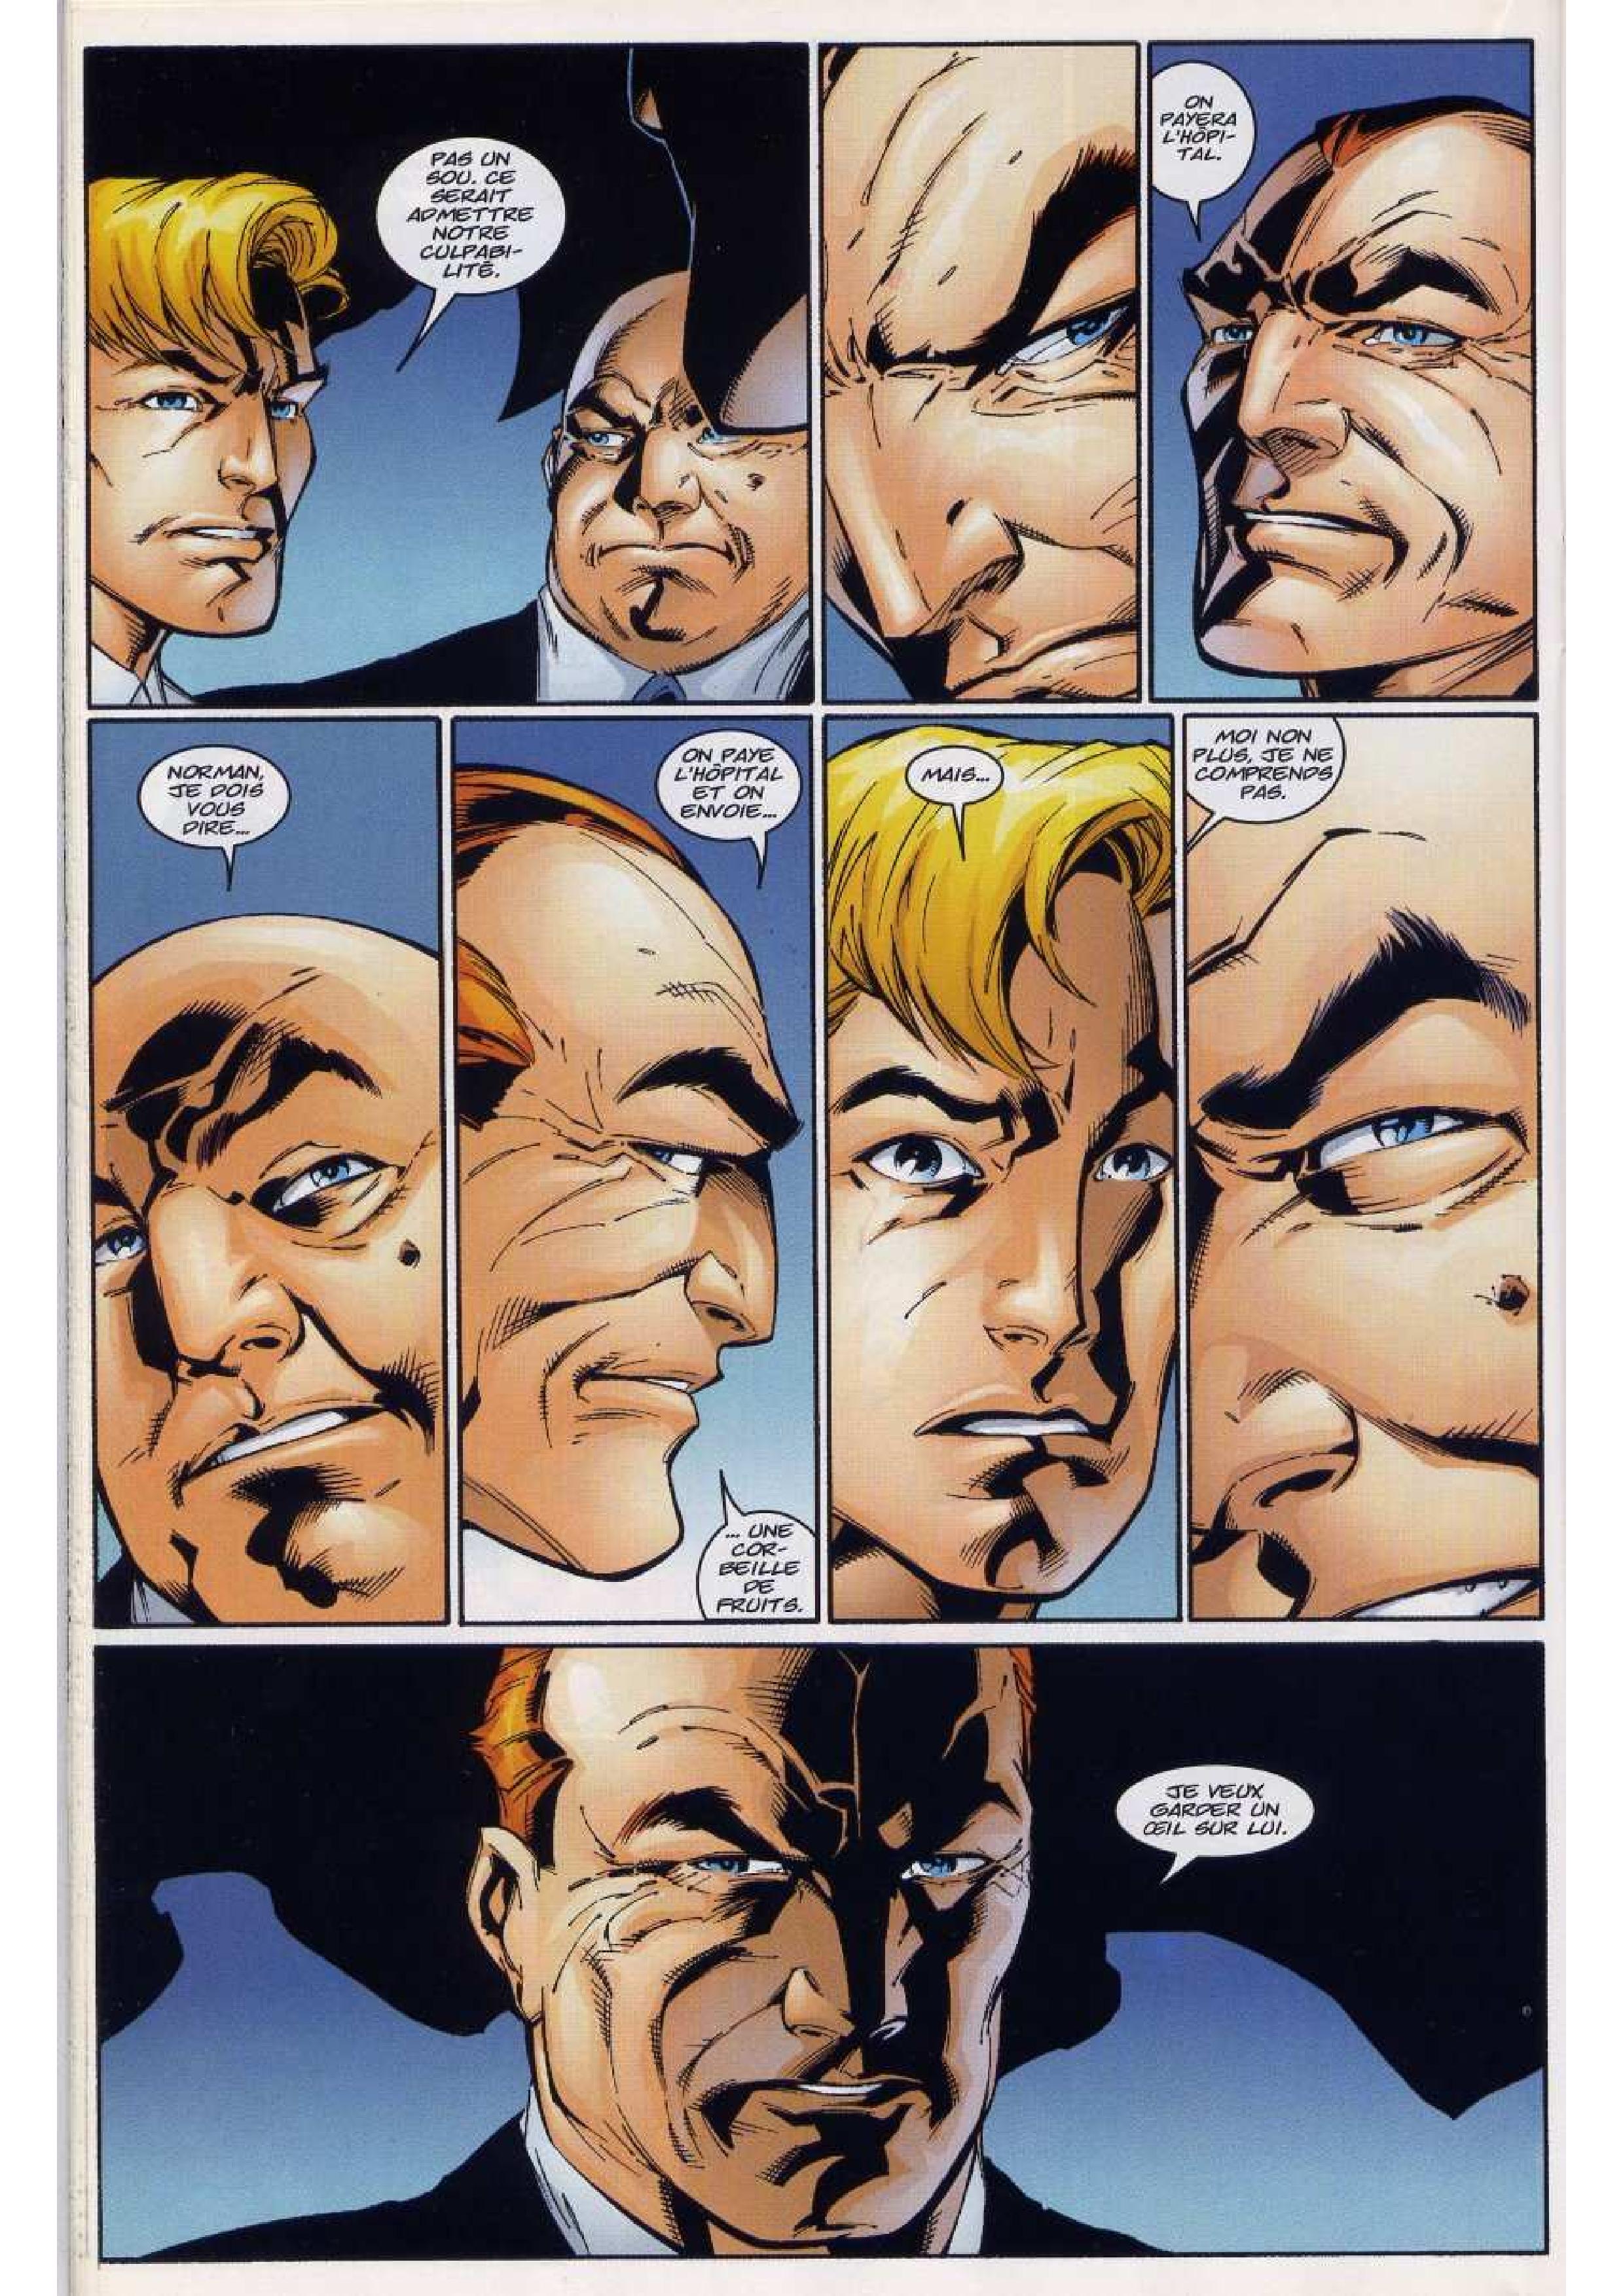 PAS UN
SOU. CE
SERAIT
ADMETTRE
NOTRE
CULPABI-
LITÉ.
ON
PAYERA
L'HÔPI-
TAL.
NORMAN,
JE DOIS
VOUS
DIRE...
ON PAYE
L'HÔPITAL
ET ON
ENVOIE...
... UNE
COR-
BEILLE
DE
FRUITS.
MAIS...
MOI NON
PLUS, JE NE
COMPRENDS
PAS.
JE VEUX
GARDER UN
ŒIL SUR LUI.